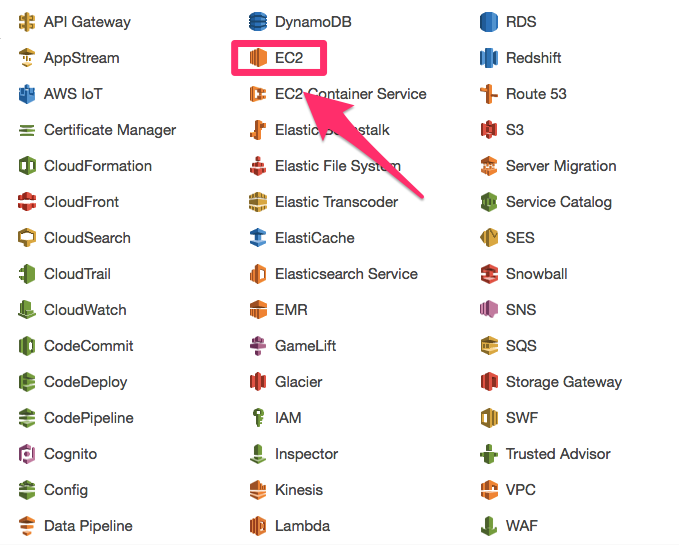 API Gateway
AppStream
AWS IoT
Certificate Manager
CloudFormation
CloudFront
CloudSearch
CloudTrail
CloudWatch
CodeCommit
CodeDeploy
CodePipeline
Cognito
Config
Data Pipeline
DynamoDB
EC2
EC2 Container Service
Elastic
Elastic File System
Elastic Transcoder
ElastiCache
Elasticsearch Service
EMR
GameLift
Glacier
IAM
Inspector
Kinesis
Lambda
RDS
Redshift
Route 53
S3
Server Migration
Service Catalog
SES
Snowball
SNS
SQS
Storage Gateway
SWF
Trusted Advisor
VPC
WAF